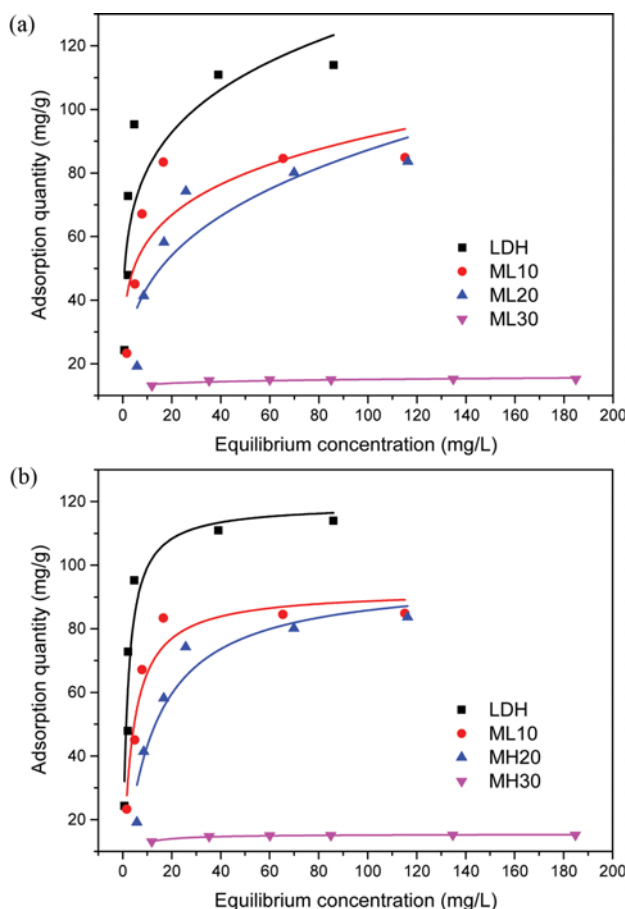 (a)
120
100
80
60
40
20
Adsorption quantity (mg/g)
LDH
ML10
ML20
ML30
0 20 40 60 80 100 120 140 160 180 200
Equilibrium concentration (mg/L)
(b)
120
100
80
60
40
20
Adsorption quantity (mg/g)
LDH
ML10
MH20
MH30
0 20 40 60 80 100 120 140 160 180 200
Equilibrium concentration (mg/L)